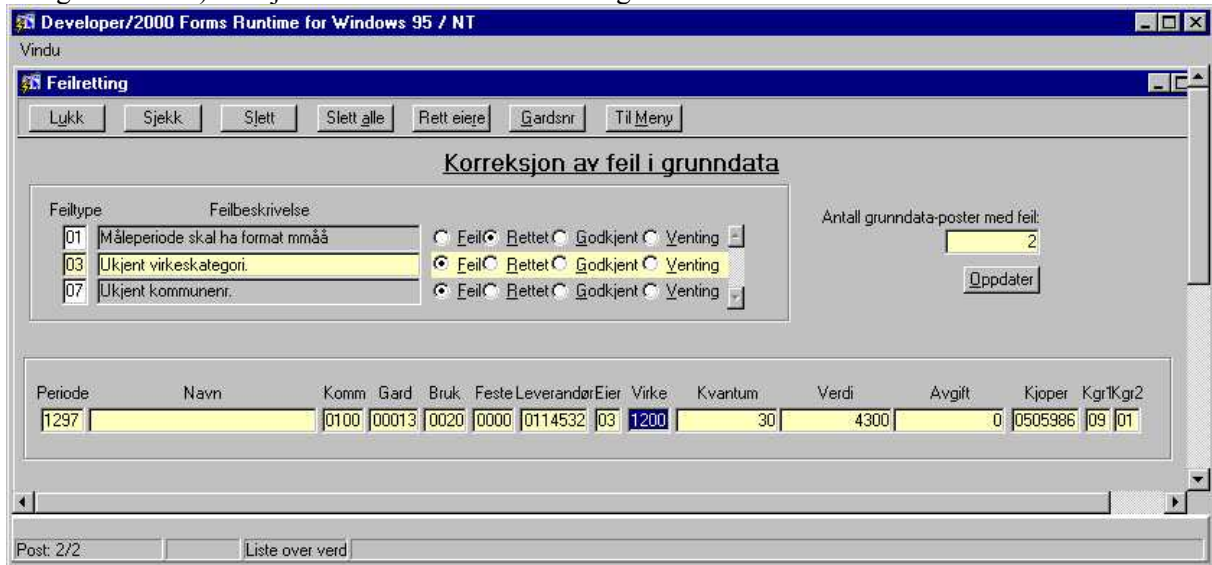 Developer/2000 Forms Runtime for Windows 95 / NT
Vindu
Feilretting
Lukk Sjekk Slett Slett alle Rett eiere Gardsnr Til Meny
Korreksjon av feil i grunndata
Feiltype Feilbeskrivelse
01 Måleperiode skal ha format mmåå Feil Rettet Godkjent Venting
03 Ukjent virkeskategori. Feil Rettet Godkjent Venting
07 Ukjent kommunenr. Feil Rettet Godkjent Venting
Antall grunndata-poster med feil:
2
Oppdater
Periode Navn Komm Gard Bruk Feste Leverandør Eier Virke Kvantum Verdi Avgift Kjoper Kgr1 Kgr2
1297 0100 00013 0020 0000 0114532 03 1200 30 4300 0 0505986 09 01
Post: 2/2 Liste over verd